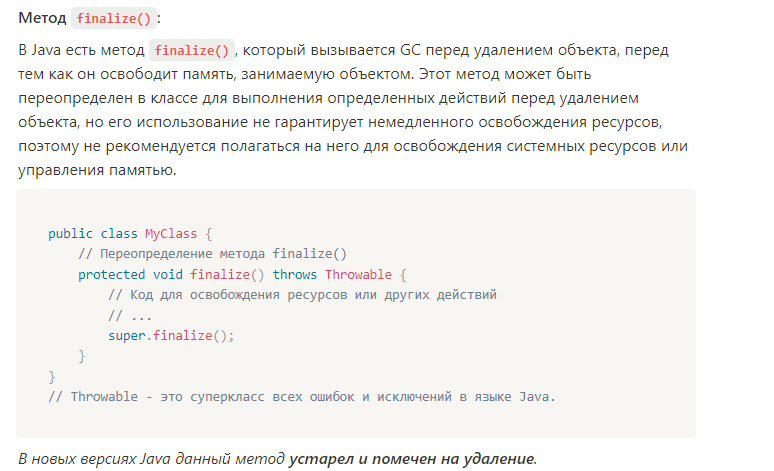 Метод finalize():
В Java есть метод finalize(), который вызывается GC перед удалением объекта, перед
тем как он освободит память, занимаемую объектом. Этот метод может быть
переопределен в классе для выполнения определенных действий перед удалением
объекта, но его использование не гарантирует немедленного освобождения ресурсов,
поэтому не рекомендуется полагаться на него для освобождения системных ресурсов или
управления памятью.
public class MyClass {
    // Переопределение метода finalize()
    protected void finalize() throws Throwable {
        // Код для освобождения ресурсов или других действий
        // ...
        super.finalize();
    }
}
// Throwable - это суперкласс всех ошибок и исключений в языке Java.
В новых версиях Java данный метод устарел и помечен на удаление.